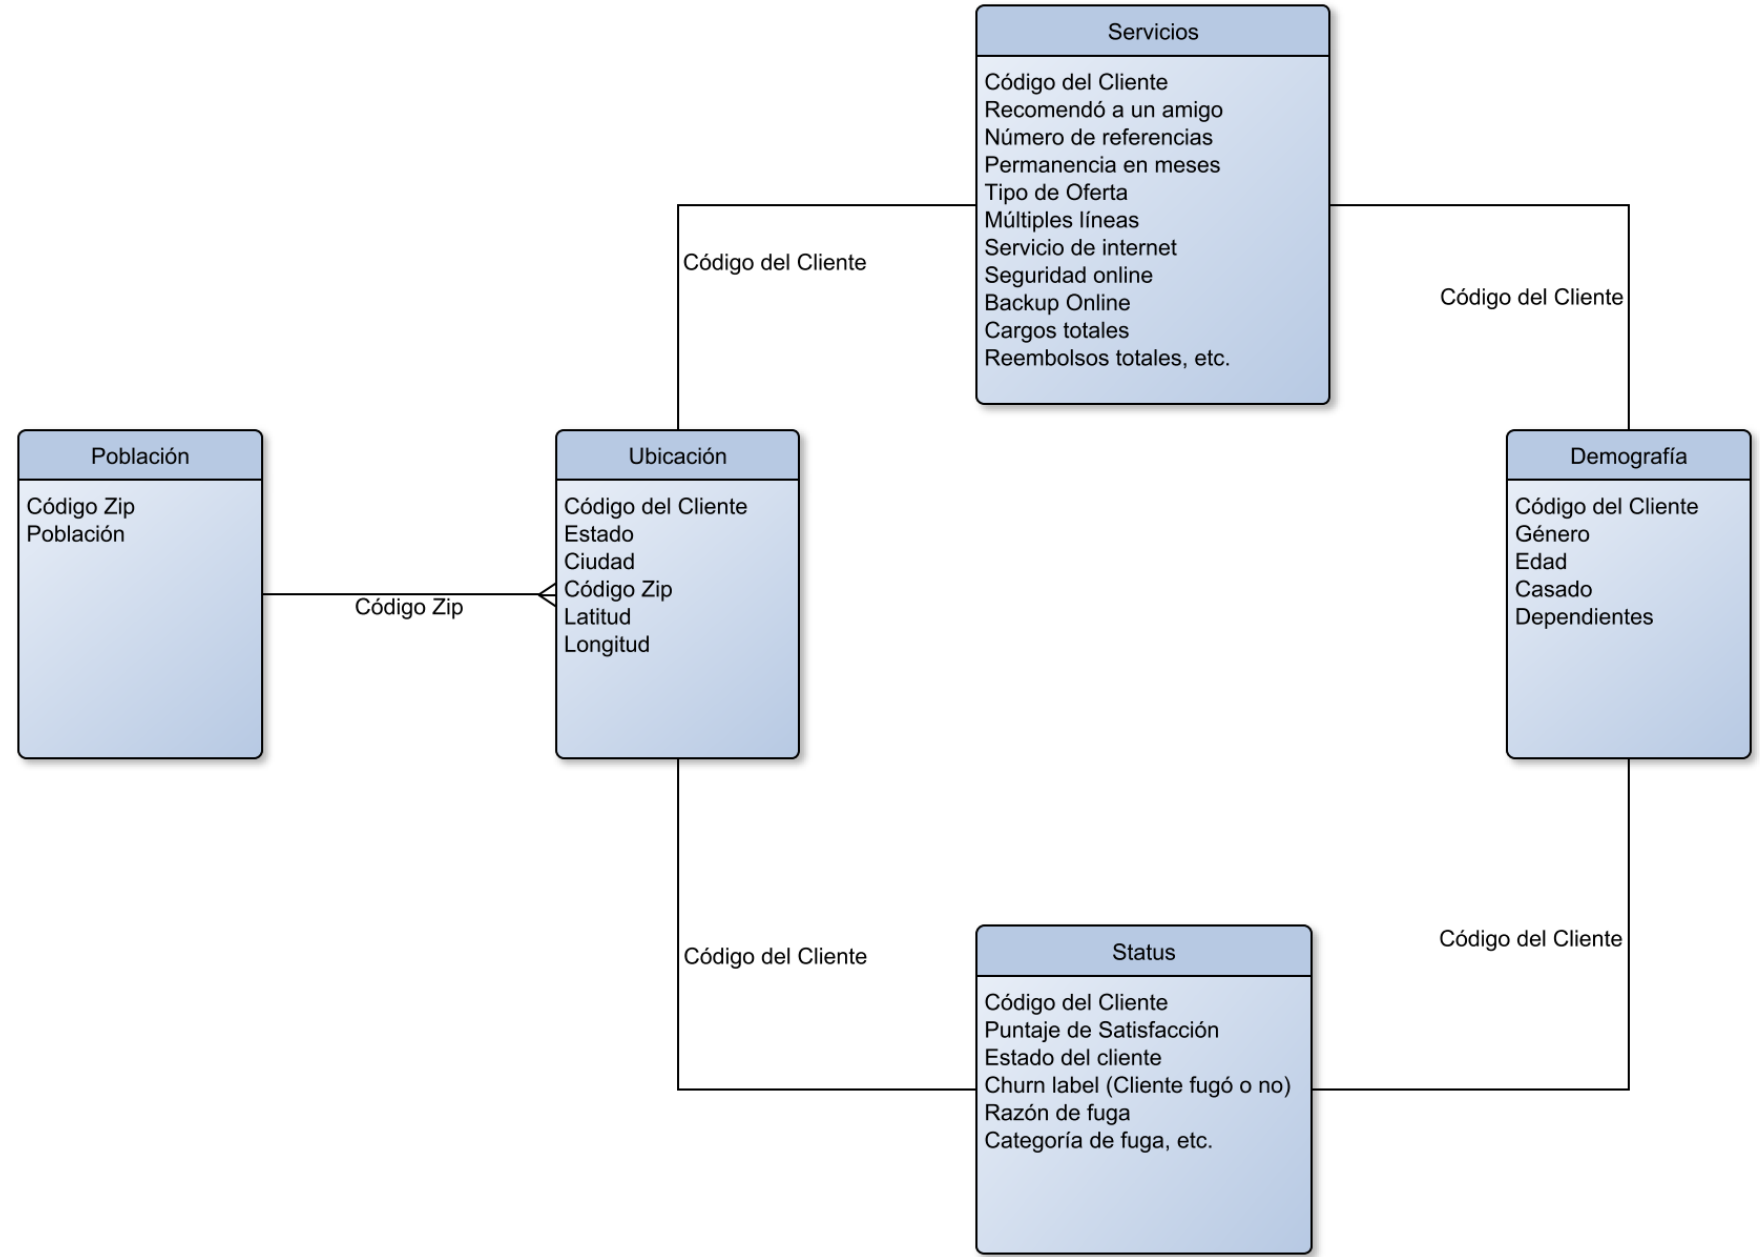 Servicios
Código del Cliente
Recomendó a un amigo
Número de referencias
Permanencia en meses
Tipo de Oferta
Múltiples líneas
Servicio de internet
Seguridad online
Backup Online
Cargos totales
Reembolsos totales, etc.
Código del Cliente
Código del Cliente
Población
Código Zip
Población
Código Zip
Ubicación
Código del Cliente
Estado
Ciudad
Código Zip
Latitud
Longitud
Demografía
Código del Cliente
Género
Edad
Casado
Dependientes
Código del Cliente
Código del Cliente
Status
Código del Cliente
Puntaje de Satisfacción
Estado del cliente
Churn label (Cliente fugó o no)
Razón de fuga
Categoría de fuga, etc.